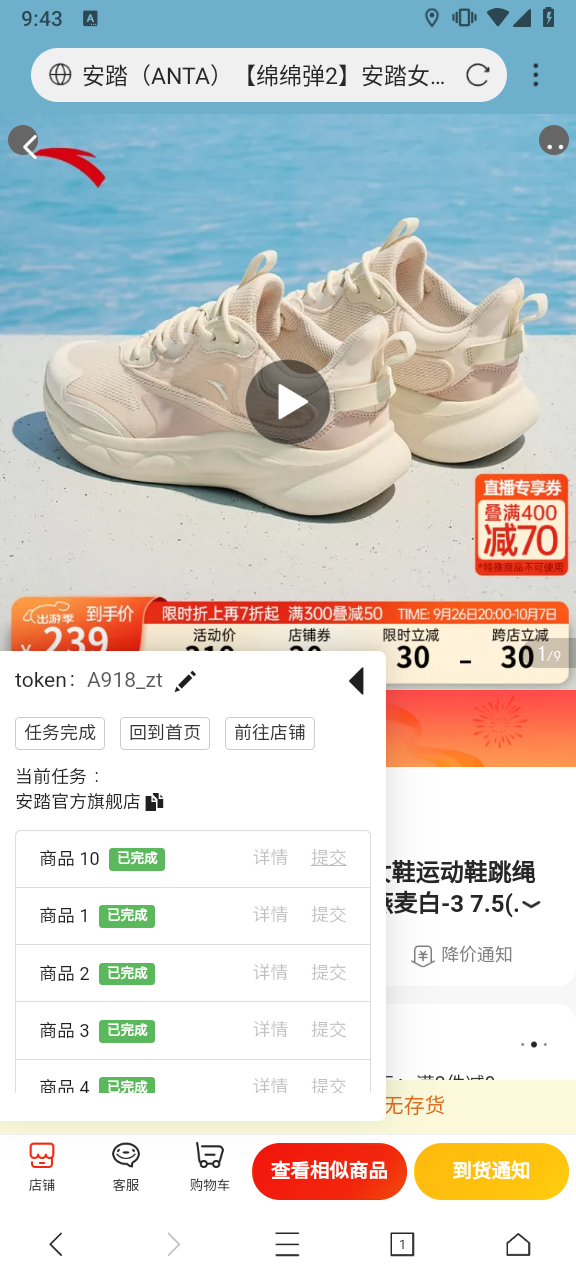 9:43
A
安踏（ANTA）【绵绵弹2】安踏女...
直播专享券
叠满400
减70
*特殊商品不可使用
出游季 到手价 限时折上再7折起 满300叠减50 TIME: 9月26日20:00-10月7日
239 活动价 店铺券 限时立减 跨店立减
30 - 30
1/9
token： A918_zt
任务完成 回到首页 前往店铺
当前任务：
安踏官方旗舰店
商品 10 已完成 详情 提交
商品 1 已完成 详情 提交
商品 2 已完成 详情 提交
商品 3 已完成 详情 提交
商品 4 已完成 详情 提交
女鞋运动鞋跳绳
燕麦白-3 7.5(.
降价通知
无存货
店铺 客服 购物车 查看相似商品 到货通知
1